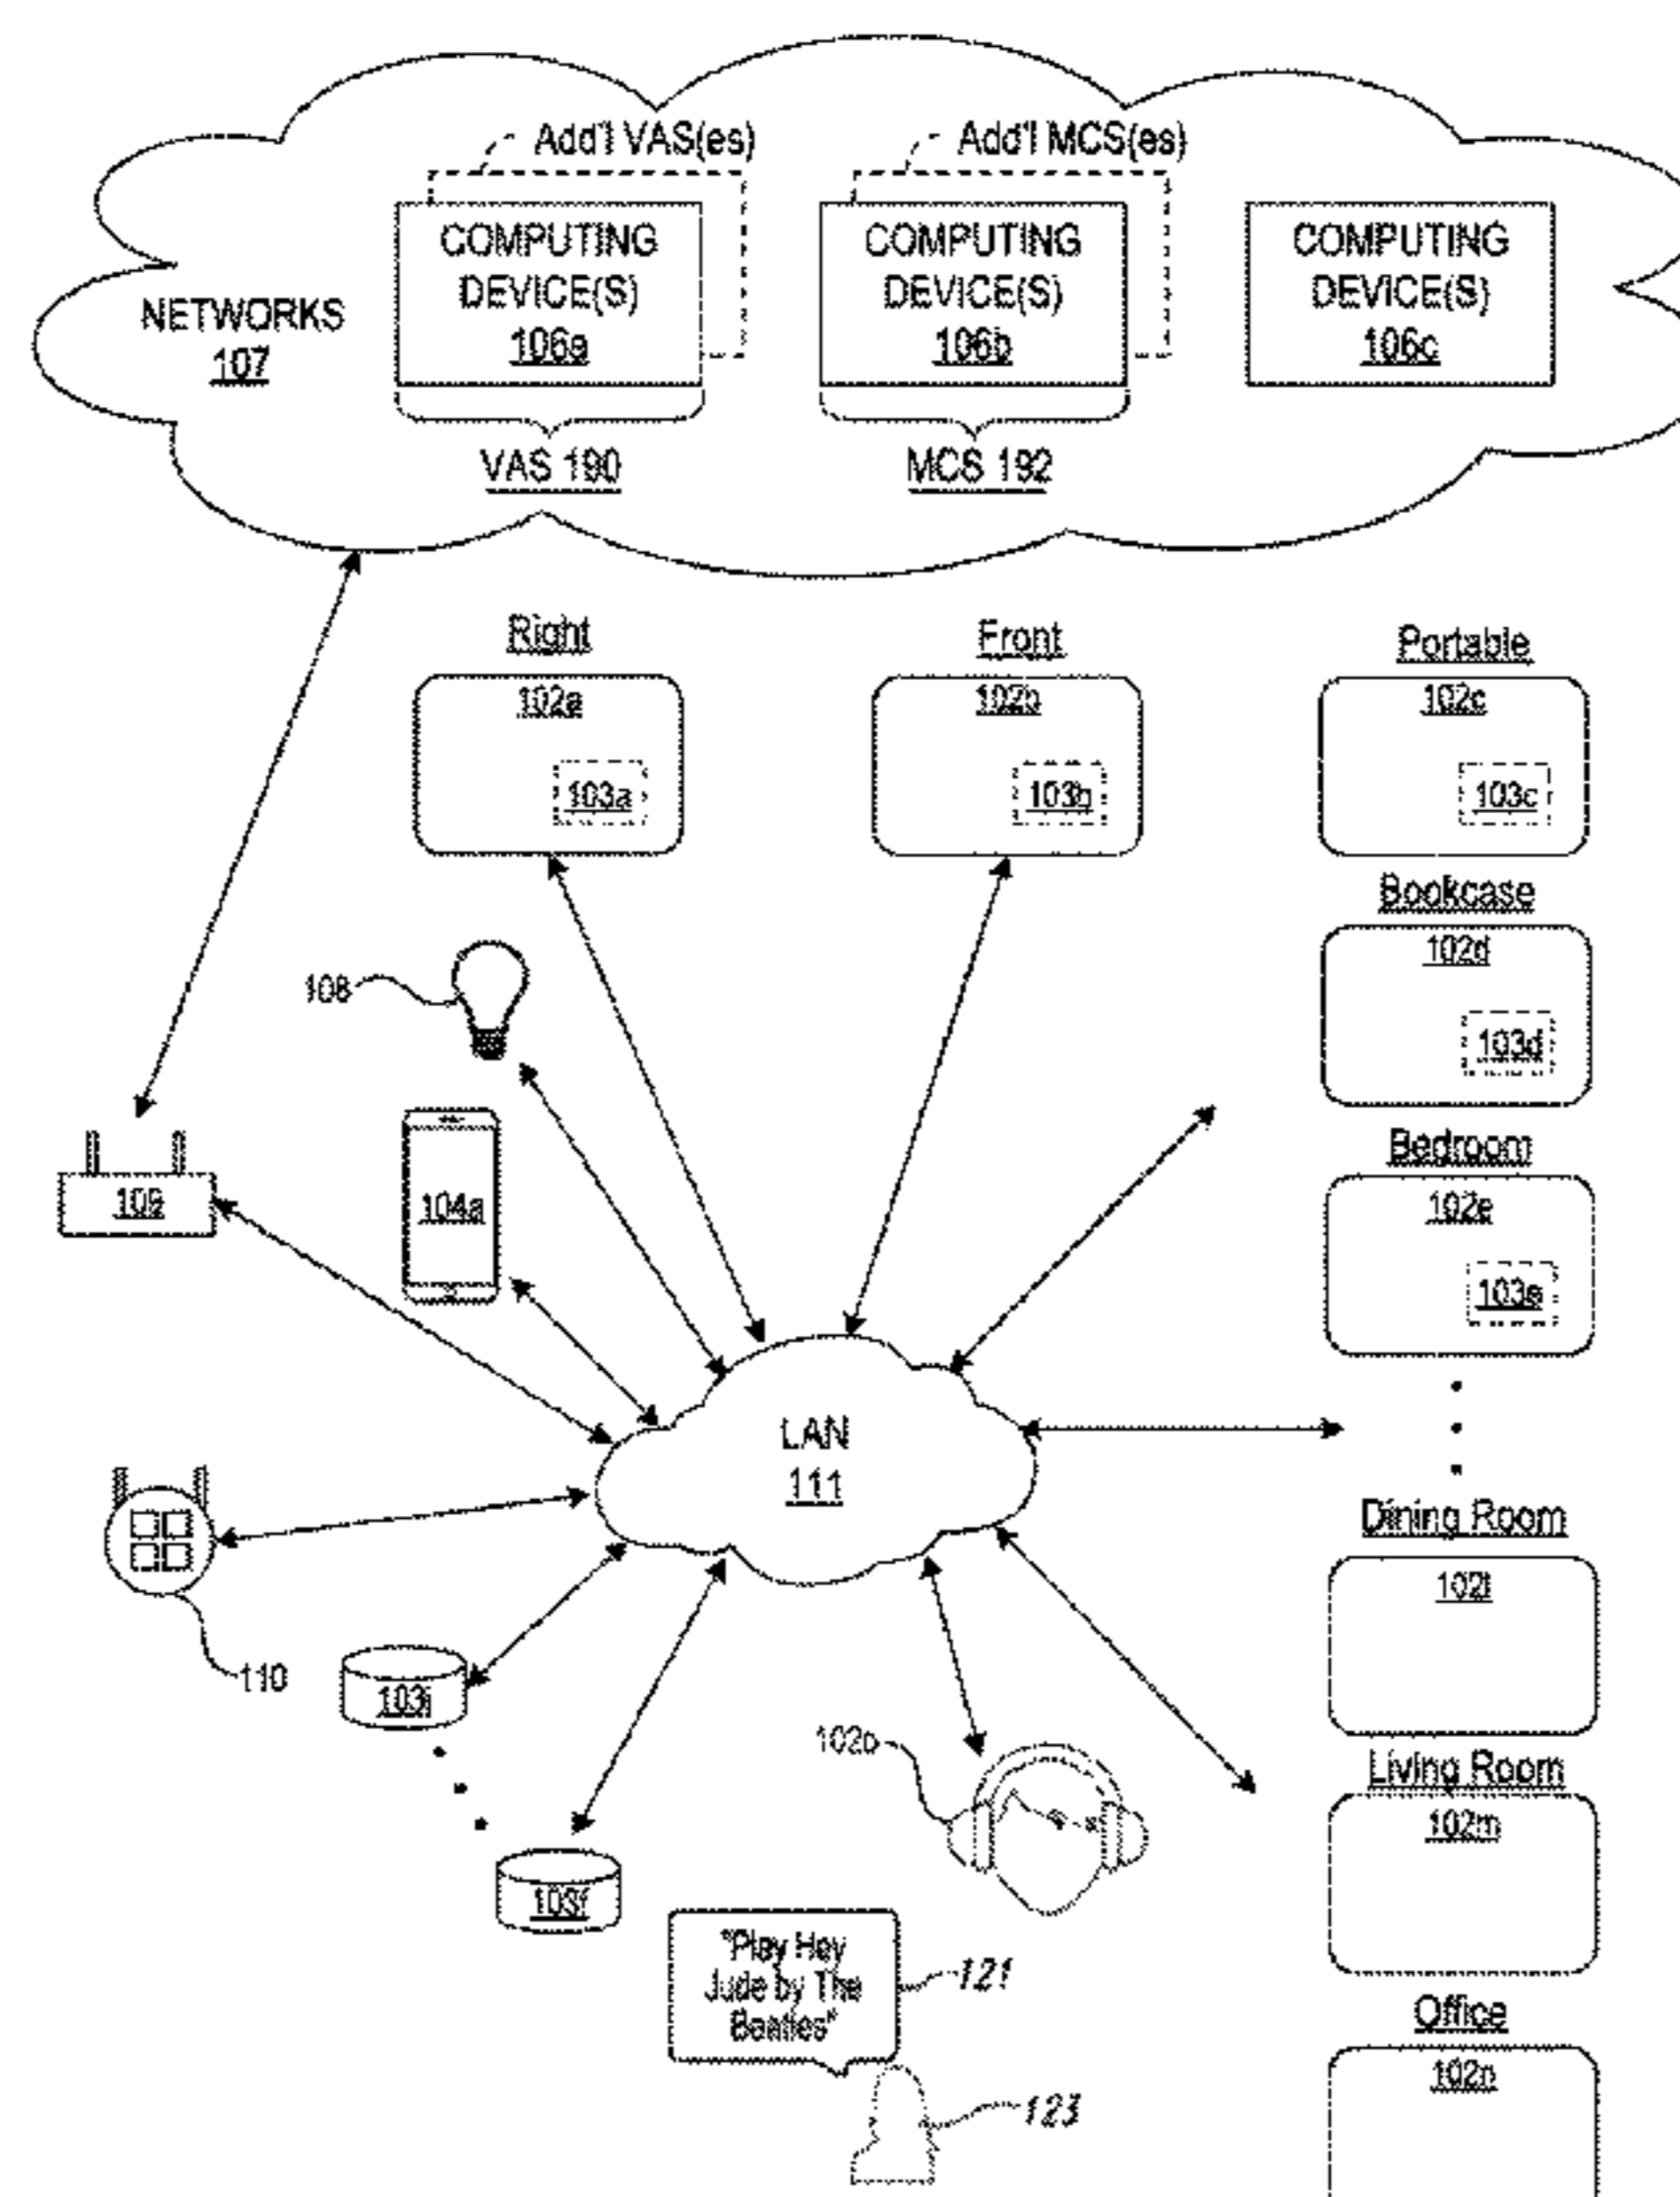 Add'l VAS(es)
Add'l MCS(es)
COMPUTING
DEVICE(S)
106a
COMPUTING
DEVICE(S)
106b
COMPUTING
DEVICE(S)
106c
NETWORKS
107
VAS 190
MCS 192
Right
102a
103a
Front
102b
103b
Portable
102c
103c
Bookcase
102d
103d
Bedroom
102e
103e
108
109
104a
LAN
111
110
103i
103f
102o
Dining Room
102l
Living Room
102m
Office
102n
"Play Hey
Jude by The
Beatles"
121
123